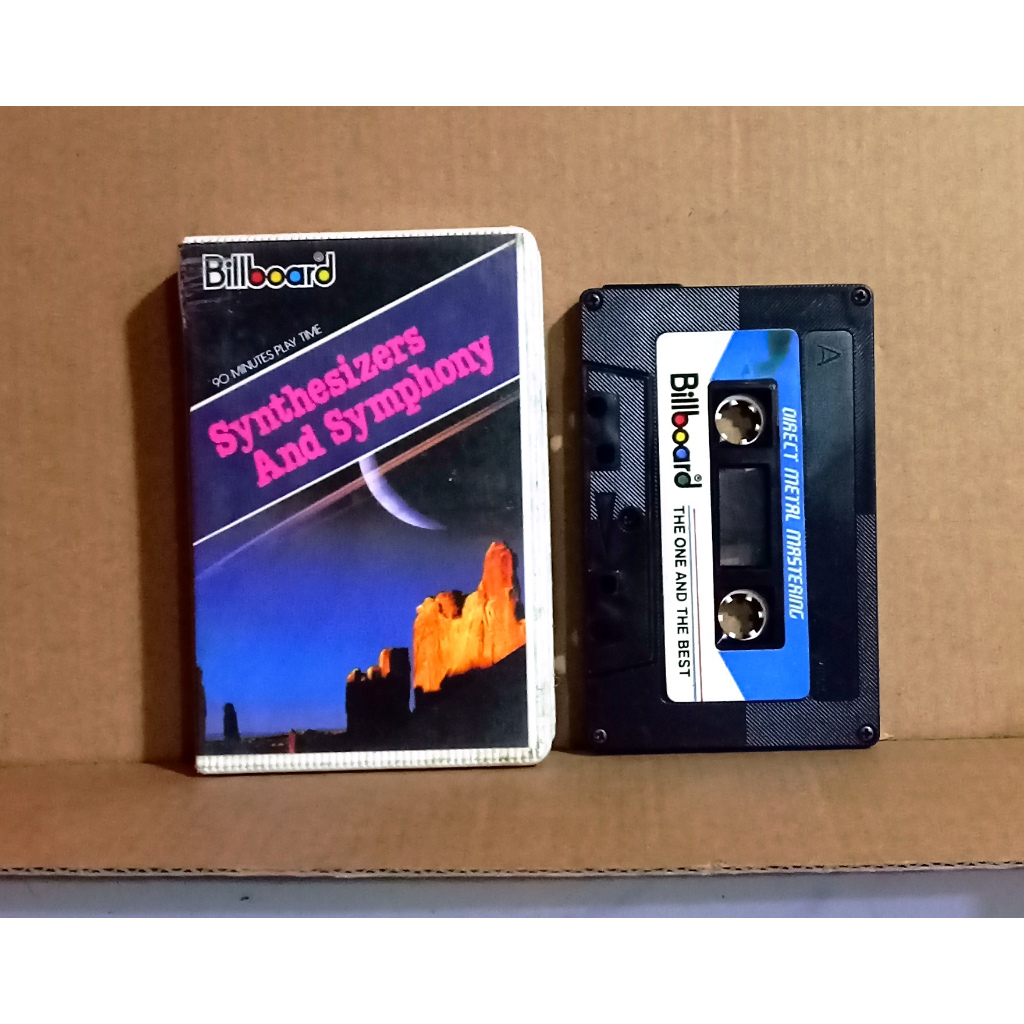 Billboard®
90 MINUTES PLAY TIME
Synthesizers
And Symphony
A
DIRECT METAL MASTERING
Billboard®
THE ONE AND THE BEST